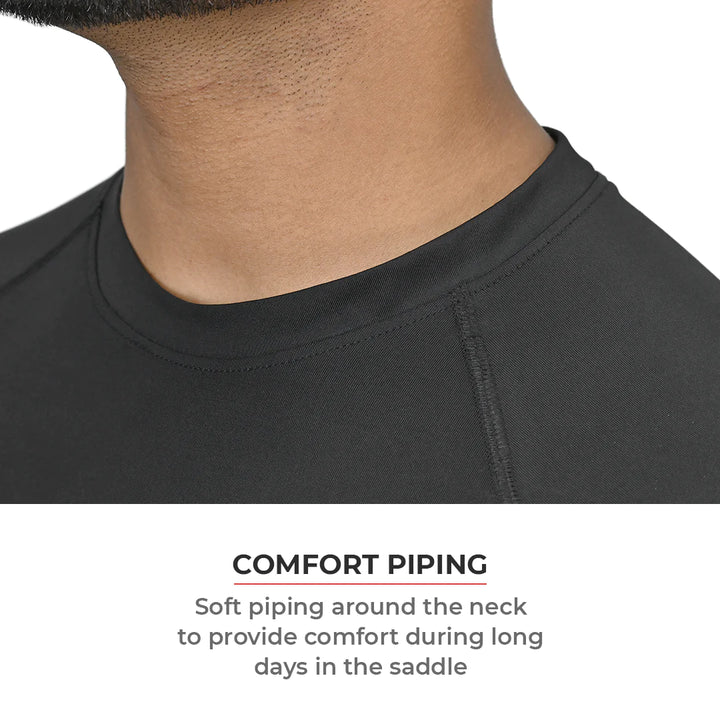 COMFORT PIPING
Soft piping around the neck
to provide comfort during long
days in the saddle